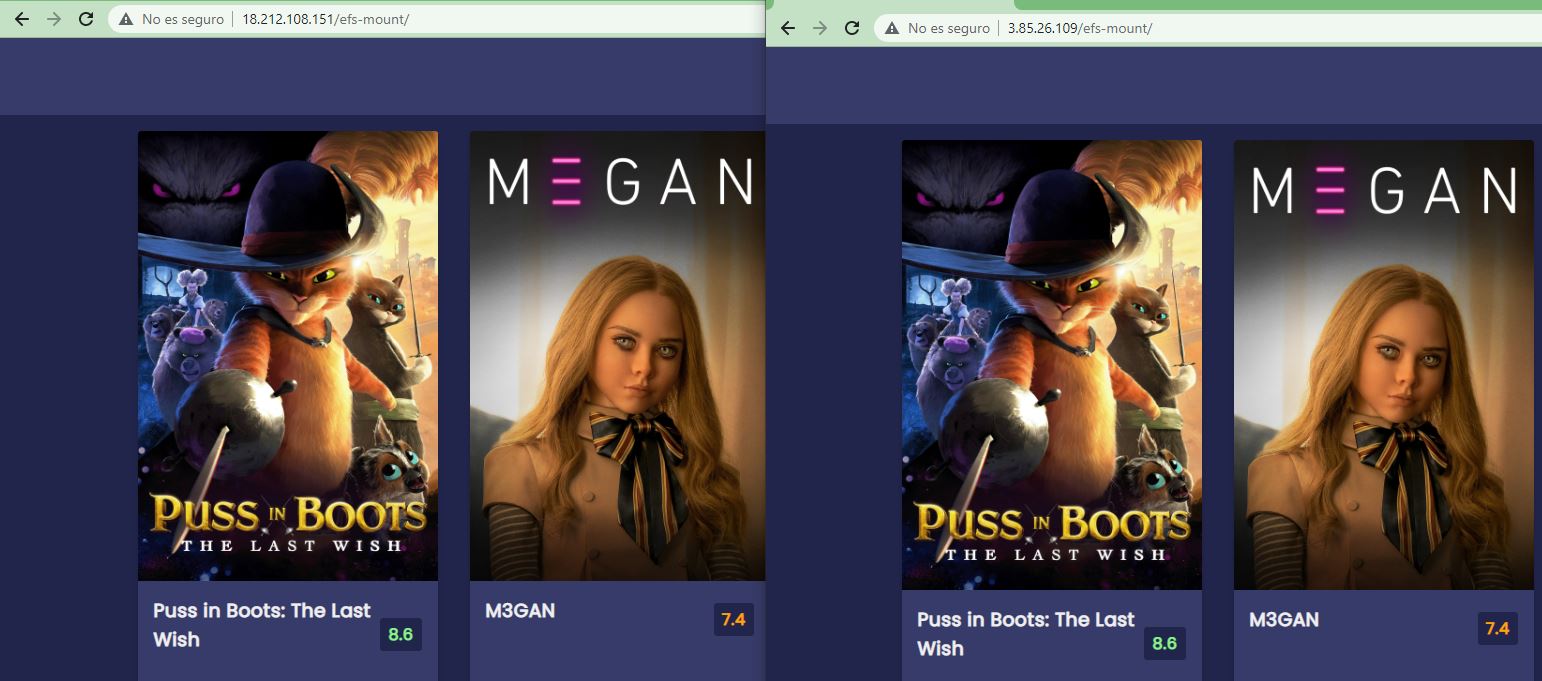 No es seguro | 18.212.108.151/efs-mount/
MEGAN
PUSS IN BOOTS
THE LAST WISH
Puss in Boots: The Last
Wish
8.6
M3GAN
7.4
No es seguro | 3.85.26.109/efs-mount/
MEGAN
PUSS IN BOOTS
THE LAST WISH
Puss in Boots: The Last
Wish
8.6
M3GAN
7.4